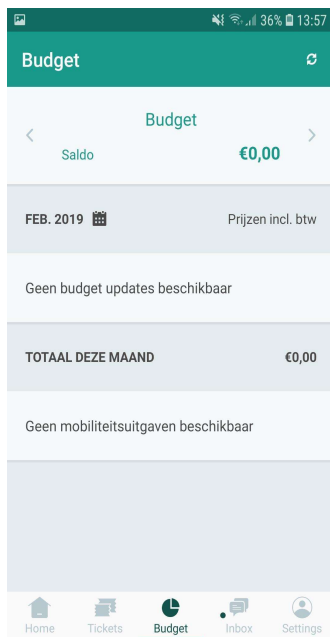 36% 13:57
Budget
Budget
Saldo €0,00
FEB. 2019 Prijzen incl. btw
Geen budget updates beschikbaar
TOTAAL DEZE MAAND €0,00
Geen mobiliteitsuitgaven beschikbaar
Home Tickets Budget Inbox Settings